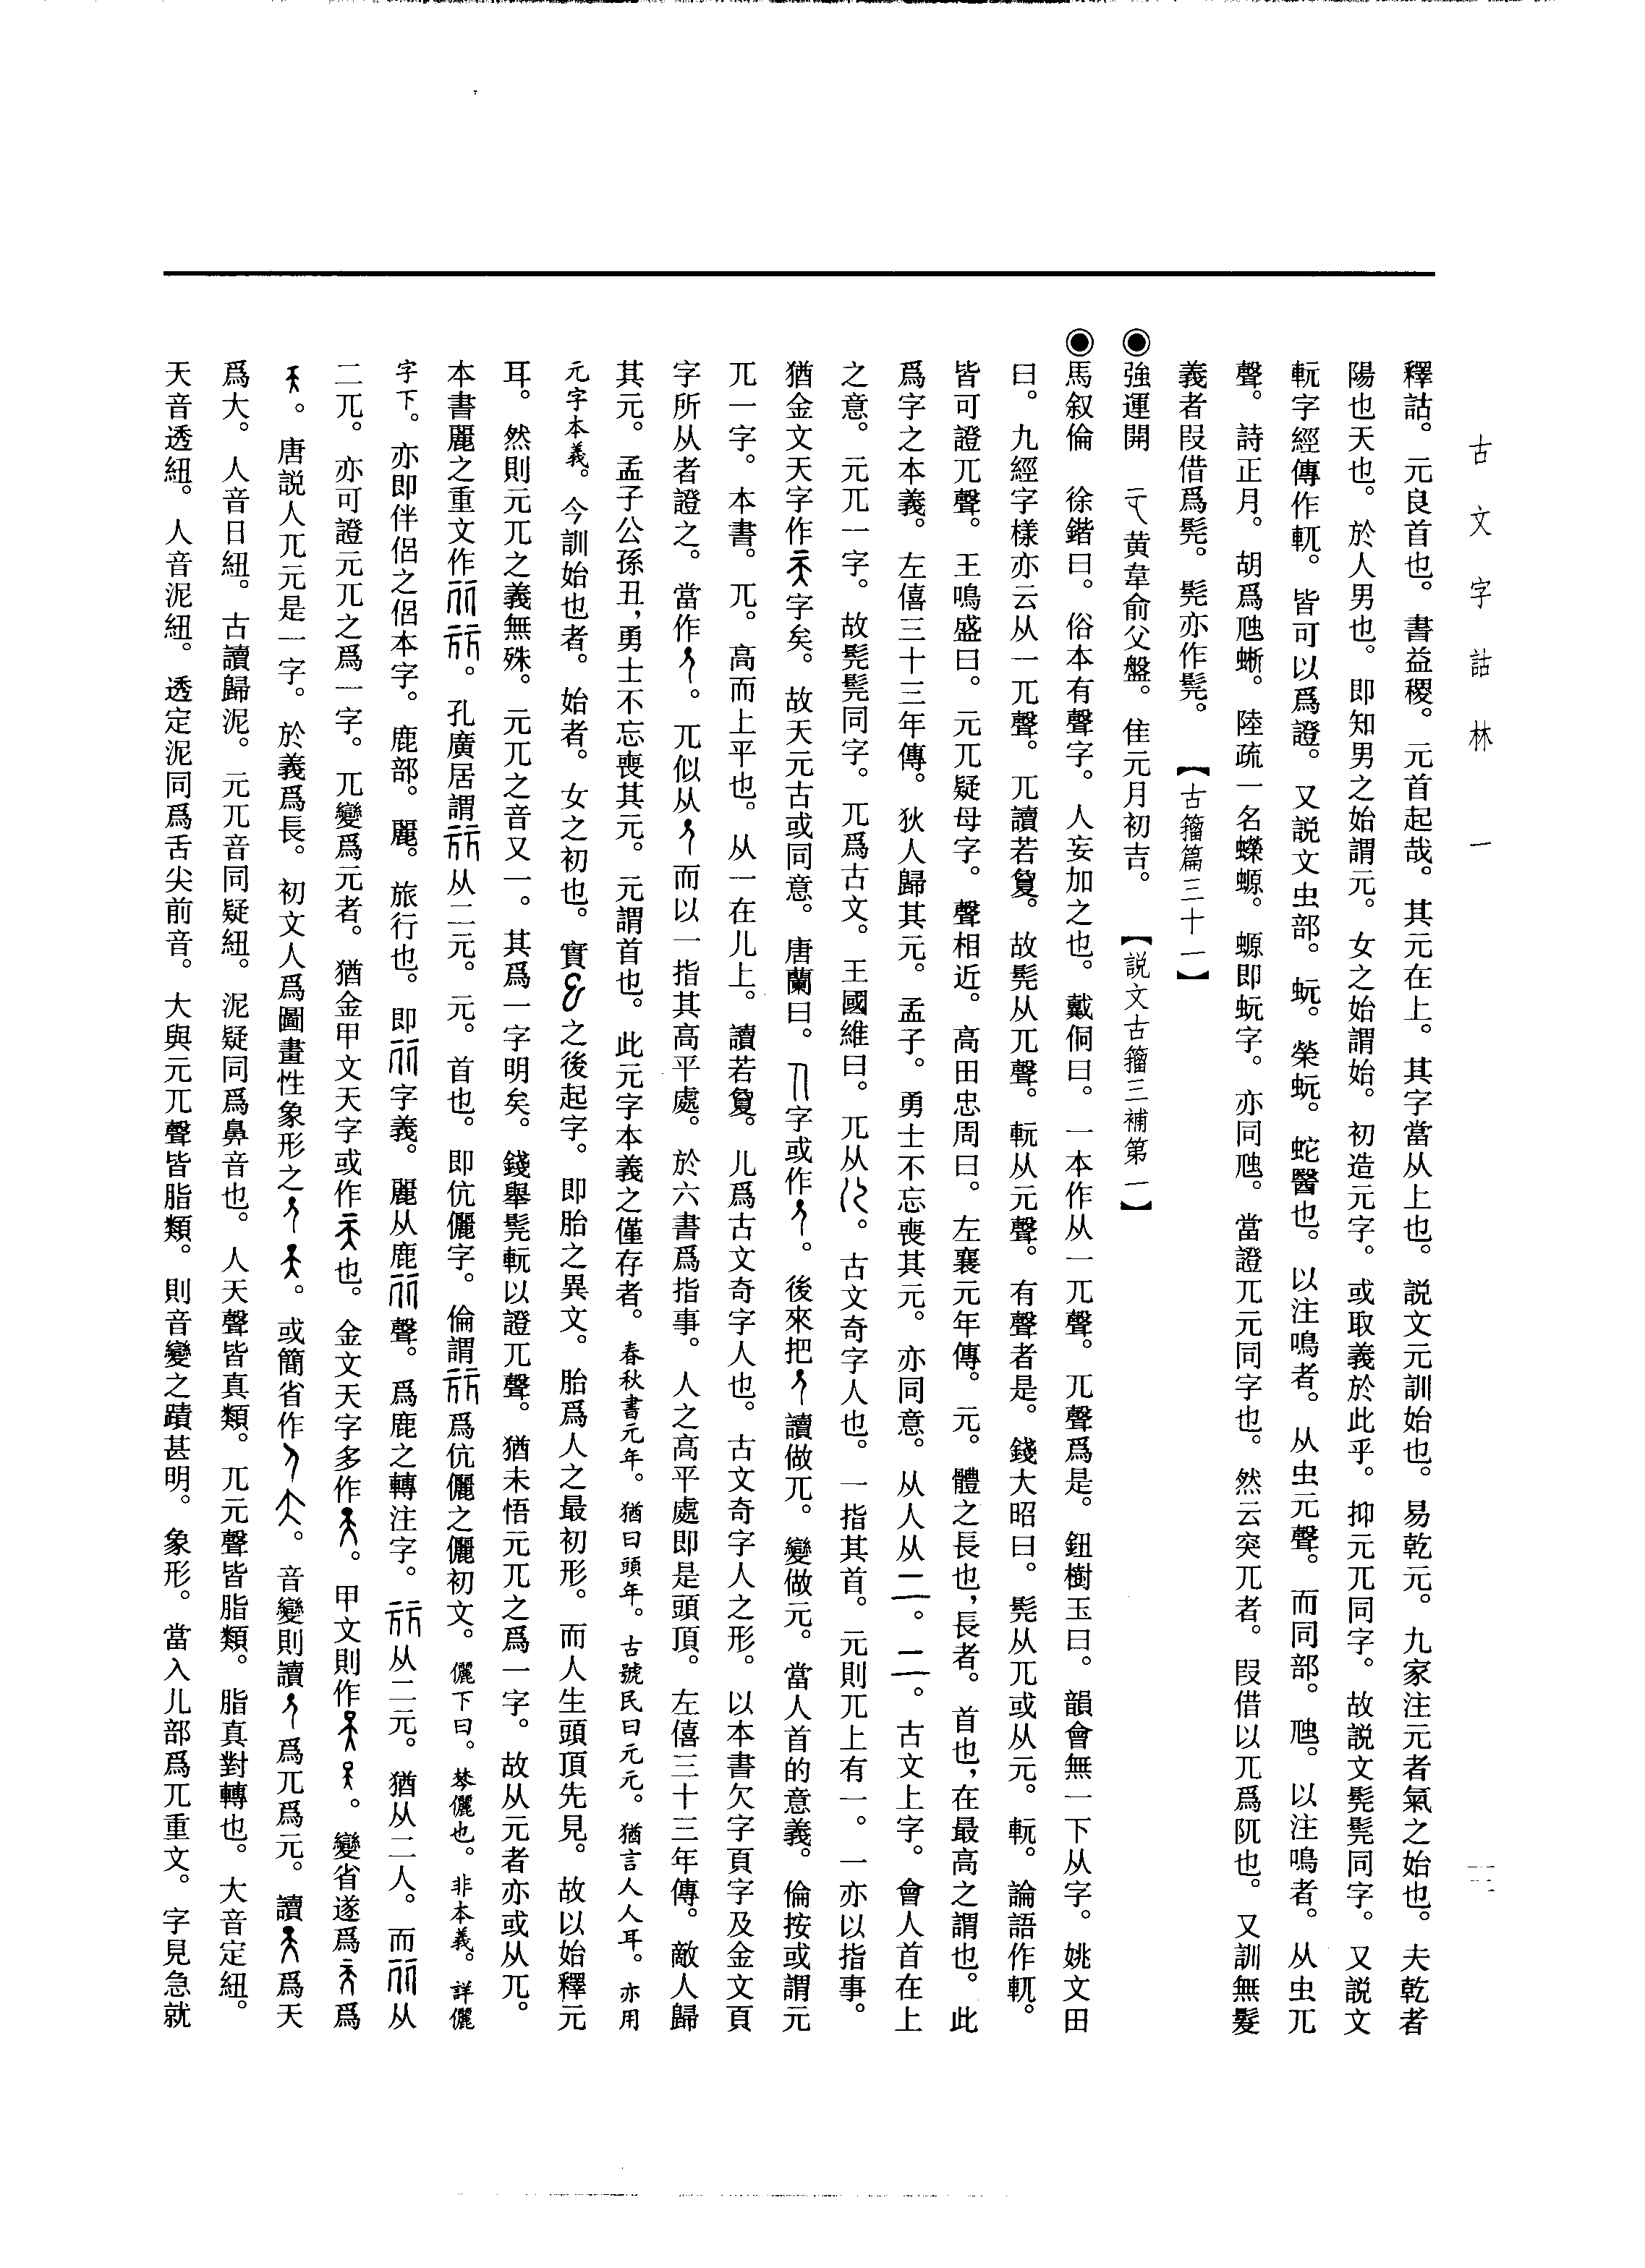 古文字詁林 一
一二
釋詁。元良首也。書益稷。元首起哉。其元在上。其字當从上也。説文元訓始也。易乾元。九家注元者氣之始也。夫乾者
陽也天也。於人男也。即知男之始謂元。女之始謂始。初造元字。或取義於此乎。抑元兀同字。故説文髡髨同字。又説文
軏字經傳作軏。皆可以爲證。又説文虫部。蚖。榮蚖。蛇醫也。以注鳴者。从虫元聲。而同部。虺。以注鳴者。从虫兀
聲。詩正月。胡爲虺蜥。陸疏一名蠑螈。螈即蚖字。亦同虺。當證兀元同字也。然云突兀者。叚借以兀爲阢也。又訓無髮
義者叚借爲髡。髡亦作髨。【古籀篇三十一】
◉強運開 黄韋俞父盤。隹元月初吉。【説文古籀三補第一】
◉馬叙倫 徐鍇曰。俗本有聲字。人妄加之也。戴侗曰。一本作从一兀聲。兀聲爲是。鈕樹玉曰。韻會無一下从字。姚文田
曰。九經字樣亦云从一兀聲。兀讀若敻。故髡从兀聲。軏从元聲。有聲者是。錢大昭曰。髡从兀或从元。軏。論語作軏。
皆可證兀聲。王鳴盛曰。元兀疑母字。聲相近。高田忠周曰。左襄元年傳。元。體之長也，長者。首也，在最高之謂也。此
爲字之本義。左僖三十三年傳。狄人歸其元。孟子。勇士不忘喪其元。亦同意。从人从二。二。古文上字。會人首在上
之意。元兀一字。故髡髨同字。兀爲古文。王國維曰。兀从。古文奇字人也。一指其首。元則兀上有一。一亦以指事。
猶金文天字作字矣。故天元古或同意。唐蘭曰。字或作。後來把讀做兀。變做元。當人首的意義。倫按或謂元
兀一字。本書。兀。高而上平也。从一在儿上。讀若敻。儿爲古文奇字人也。古文奇字人之形。以本書欠字頁字及金文頁
字所从者證之。當作。兀似从而以一指其高平處。於六書爲指事。人之高平處即是頭頂。左僖三十三年傳。敵人歸
其元。孟子公孫丑，勇士不忘喪其元。元謂首也。此元字本義之僅存者。春秋書元年。猶曰頭年。古號民曰元元。猶言人人耳。亦用
元字本義。今訓始也者。始者。女之初也。實之後起字。即胎之異文。胎爲人之最初形。而人生頭頂先見。故以始釋元
耳。然則元兀之義無殊。元兀之音又一。其爲一字明矣。錢舉髡軏以證兀聲。猶未悟元兀之爲一字。故从元者亦或从兀。
本書麗之重文作。孔廣居謂从二元。元。首也。即伉儷字。倫謂爲伉儷之儷初文。儷下曰。棽儷也。非本義。詳儷
字下。亦即伴侶之侶本字。鹿部。麗。旅行也。即字義。麗从鹿聲。爲鹿之轉注字。从二元。猶从二人。而从
二兀。亦可證元兀之爲一字。兀變爲元者。猶金甲文天字或作也。金文天字多作。甲文則作。變省遂爲爲
。唐説人兀元是一字。於義爲長。初文人爲圖畫性象形之。或簡省作。音變則讀爲兀爲元。讀爲天
爲大。人音日紐。古讀歸泥。元兀音同疑紐。泥疑同爲鼻音也。人天聲皆真類。兀元聲皆脂類。脂真對轉也。大音定紐。
天音透紐。人音泥紐。透定泥同爲舌尖前音。大與元兀聲皆脂類。則音變之蹟甚明。象形。當入儿部爲兀重文。字見急就